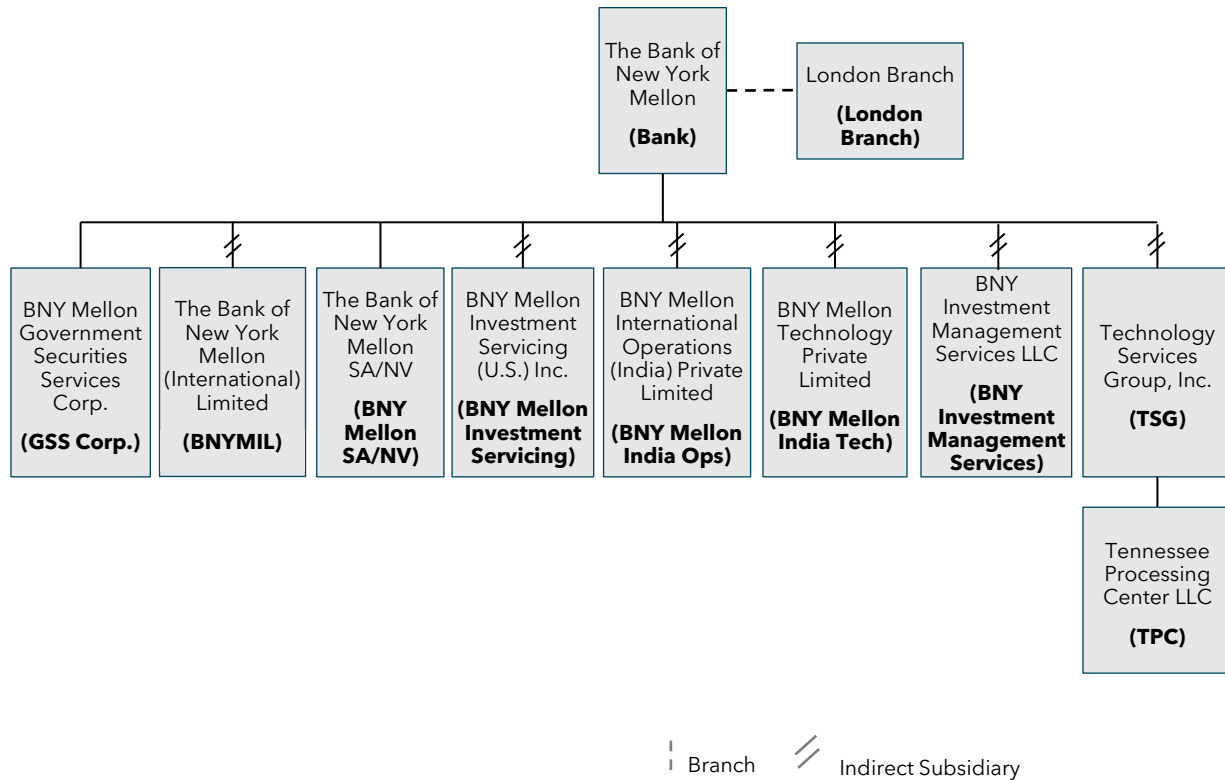 The Bank of
New York
Mellon
(Bank)
London Branch
(London
Branch)
BNY Mellon
Government
Securities
Services
Corp.
(GSS Corp.)
The Bank of
New York
Mellon
(International)
Limited
(BNYMIL)
The Bank of
New York
Mellon
SA/NV
(BNY
Mellon
SA/NV)
BNY Mellon
Investment
Servicing
(U.S.) Inc.
(BNY Mellon
Investment
Servicing)
BNY Mellon
International
Operations
(India) Private
Limited
(BNY Mellon
India Ops)
BNY Mellon
Technology
Private
Limited
(BNY Mellon
India Tech)
BNY
Investment
Management
Services LLC
(BNY
Investment
Management
Services)
Technology
Services
Group, Inc.
(TSG)
Tennessee
Processing
Center LLC
(TPC)
Branch
Indirect Subsidiary